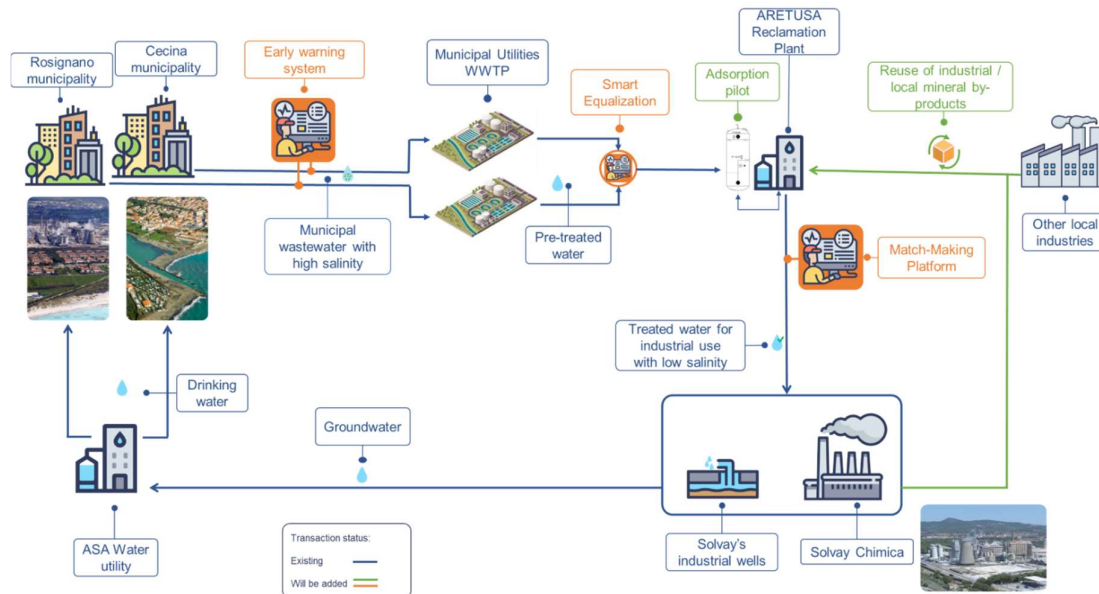 Rosignano
municipality
Cecina
municipality
Early warning
system
Municipal Utilities
WWTP
Smart
Equalization
Adsorption
pilot
ARETUSA
Reclamation
Plant
Reuse of industrial /
local mineral by-
products
Municipal
wastewater with
high salinity
Pre-treated
water
Other local
industries
Match-Making
Platform
Treated water for
industrial use
with low salinity
Drinking
water
Groundwater
ASA Water
utility
Transaction status:
Existing
Will be added
Solvay's
industrial wells
Solvay Chimica